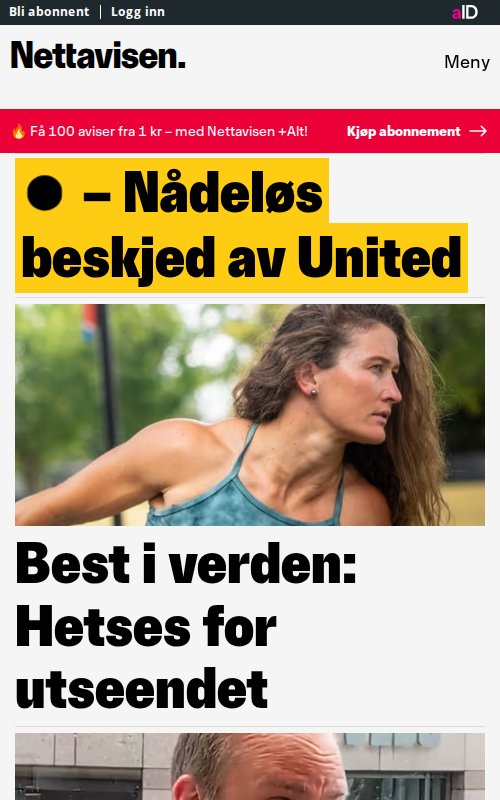 Bli abonnent | Logg inn
aID
Nettavisen.
Meny
🔥 Få 100 aviser fra 1 kr – med Nettavisen +Alt!
Kjøp abonnement →
– Nådeløs
beskjed av United
Best i verden:
Hetses for
utseendet